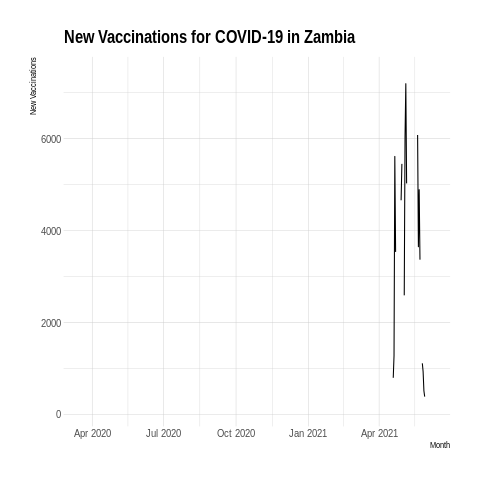 New Vaccinations for COVID-19 in Zambia
New Vaccinations
6000
4000
2000
0
Apr 2020 Jul 2020 Oct 2020 Jan 2021 Apr 2021
Month